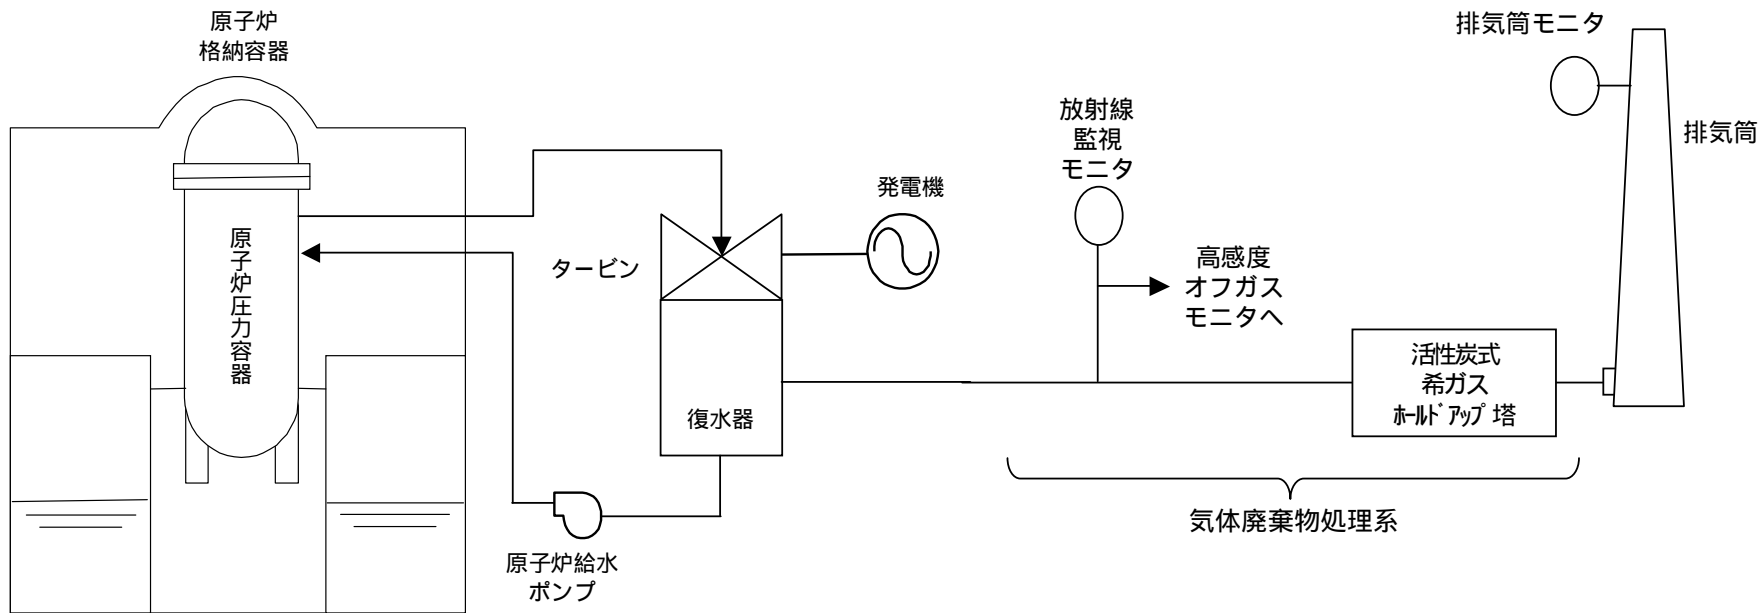 原子炉
格納容器
原子炉圧力容器
タービン
発電機
復水器
原子炉給水
ポンプ
放射線
監視
モニタ
高感度
オフガス
モニタへ
活性炭式
希ガス
ホールドアップ塔
気体廃棄物処理系
排気筒モニタ
排気筒